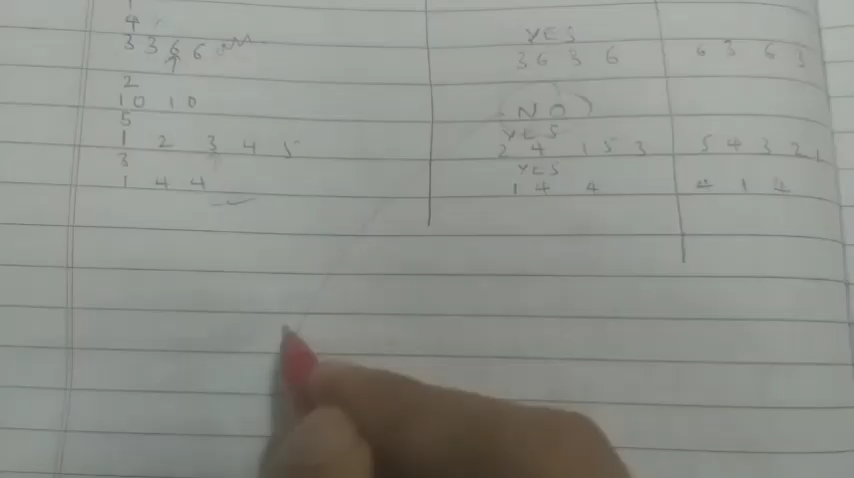 4
YES
3 3 6 6
3 6 3 6
6 3 6 3
2
10 10
NO
5
YES
1 2 3 4 5
2 4 1 5 3
5 4 3 2 1
3
YES
1 4 4
1 4 4
4 1 4